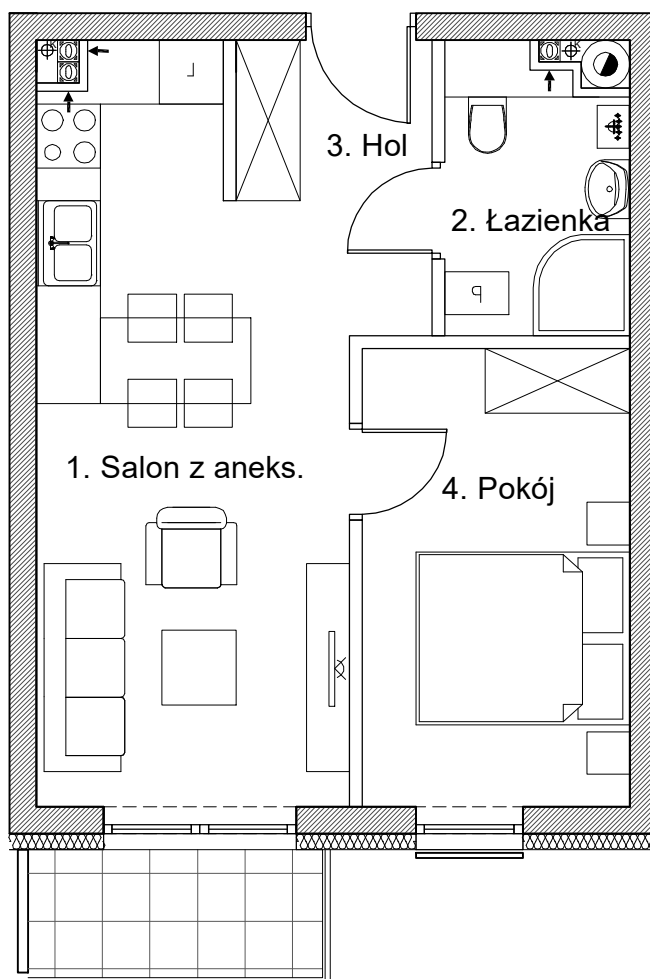 L
3. Hol
2. Łazienka
P
1. Salon z aneks.
4. Pokój